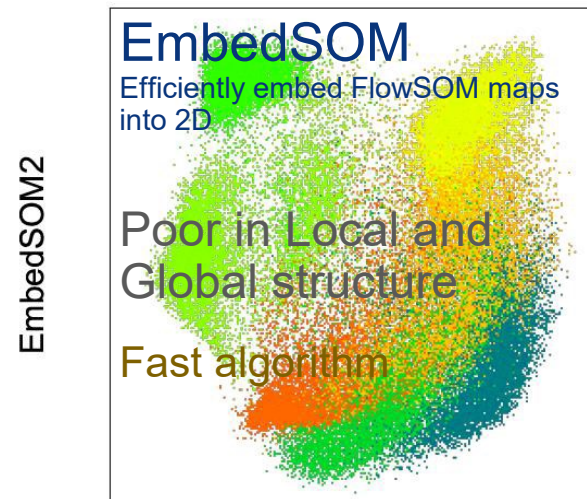 EmbedSOM
Efficiently embed FlowSOM maps
into 2D
EmbedSOM2
Poor in Local and
Global structure
Fast algorithm